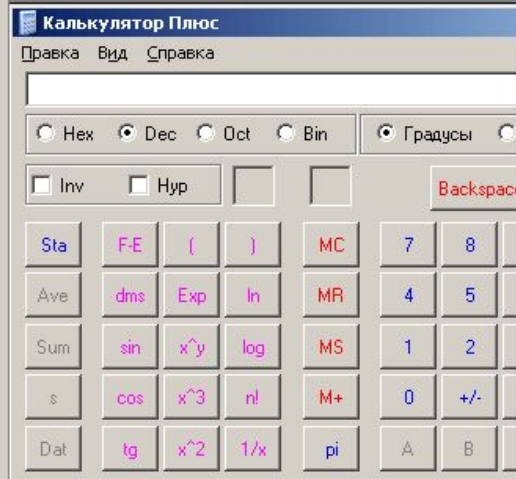 Калькулятор Плюс
Правка Вид Справка
Hex Dec Oct Bin Градусы
Inv Hyp Backspac
Sta F-E ( ) MC 7 8
Ave dms Exp ln MR 4 5
Sum sin x^y log MS 1 2
s cos x^3 n! M+ 0 +/-
Dat tg x^2 1/x pi A B